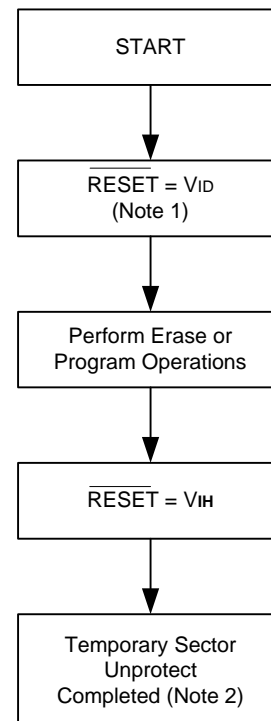 START
RESET = VID
(Note 1)
Perform Erase or
Program Operations
RESET = VIH
Temporary Sector
Unprotect
Completed (Note 2)